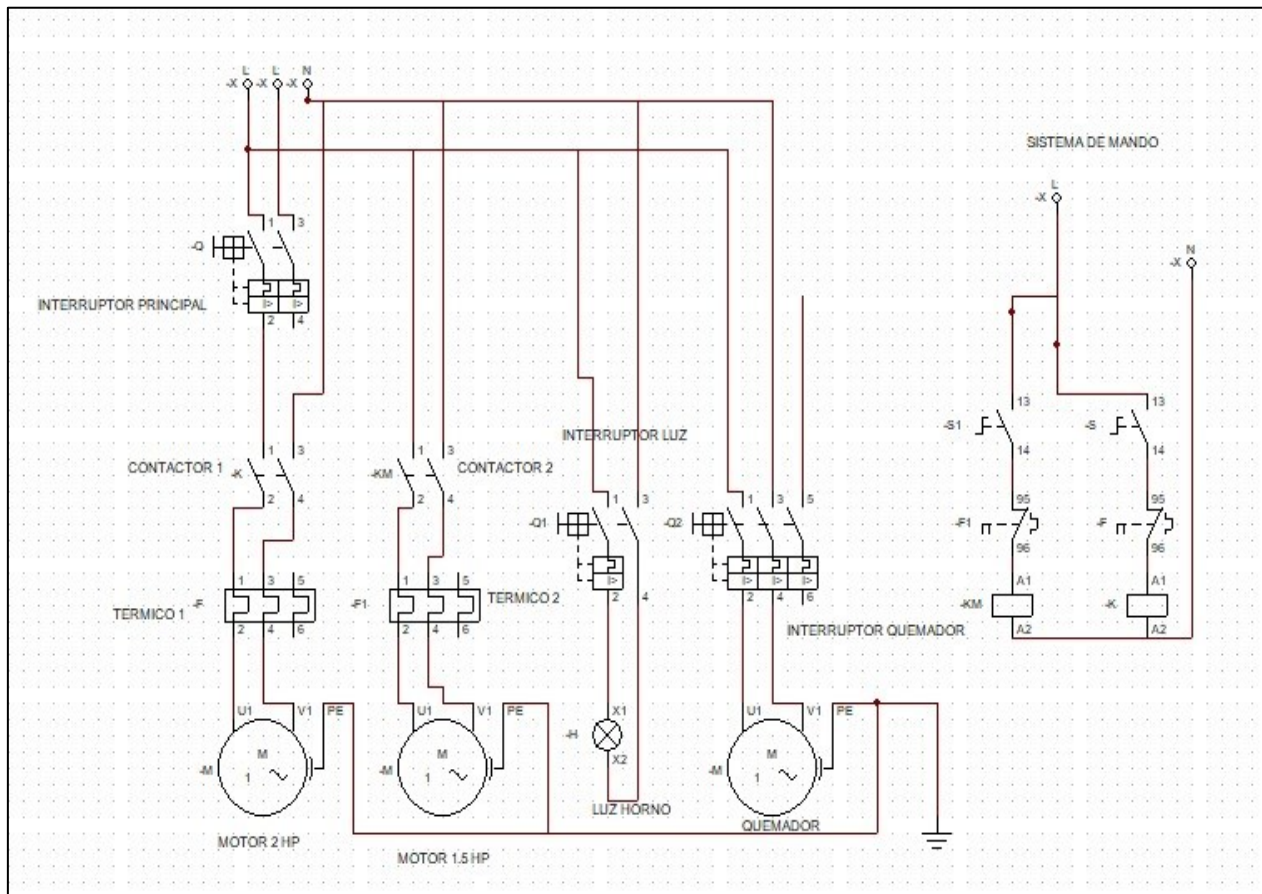 L L N
-X -X -X
SISTEMA DE MANDO
L
-X
1 3
-Q
N
-X
INTERRUPTOR PRINCIPAL
I> I>
2 4
13 13
-S1 -S
14 14
INTERRUPTOR LUZ
1 3 1 3
CONTACTOR 1 -K -KM CONTACTOR 2
2 4 2 4
1 3 1 3 5
95 95
-Q1 -Q2
-F1 -F
96 96
I> I> I> I>
1 3 5 1 3 5
2 4 2 4 6
A1 A1
TERMICO 1 -F -F1 TERMICO 2
-KM -K
2 4 6 2 4 6
INTERRUPTOR QUEMADOR
A2 A2
U1 V1 PE U1 V1 PE X1 U1 V1 PE
-H
M M M
-M 1 -M 1 X2 -M 1
LUZ HORNO
QUEMADOR
MOTOR 2 HP
MOTOR 1.5 HP